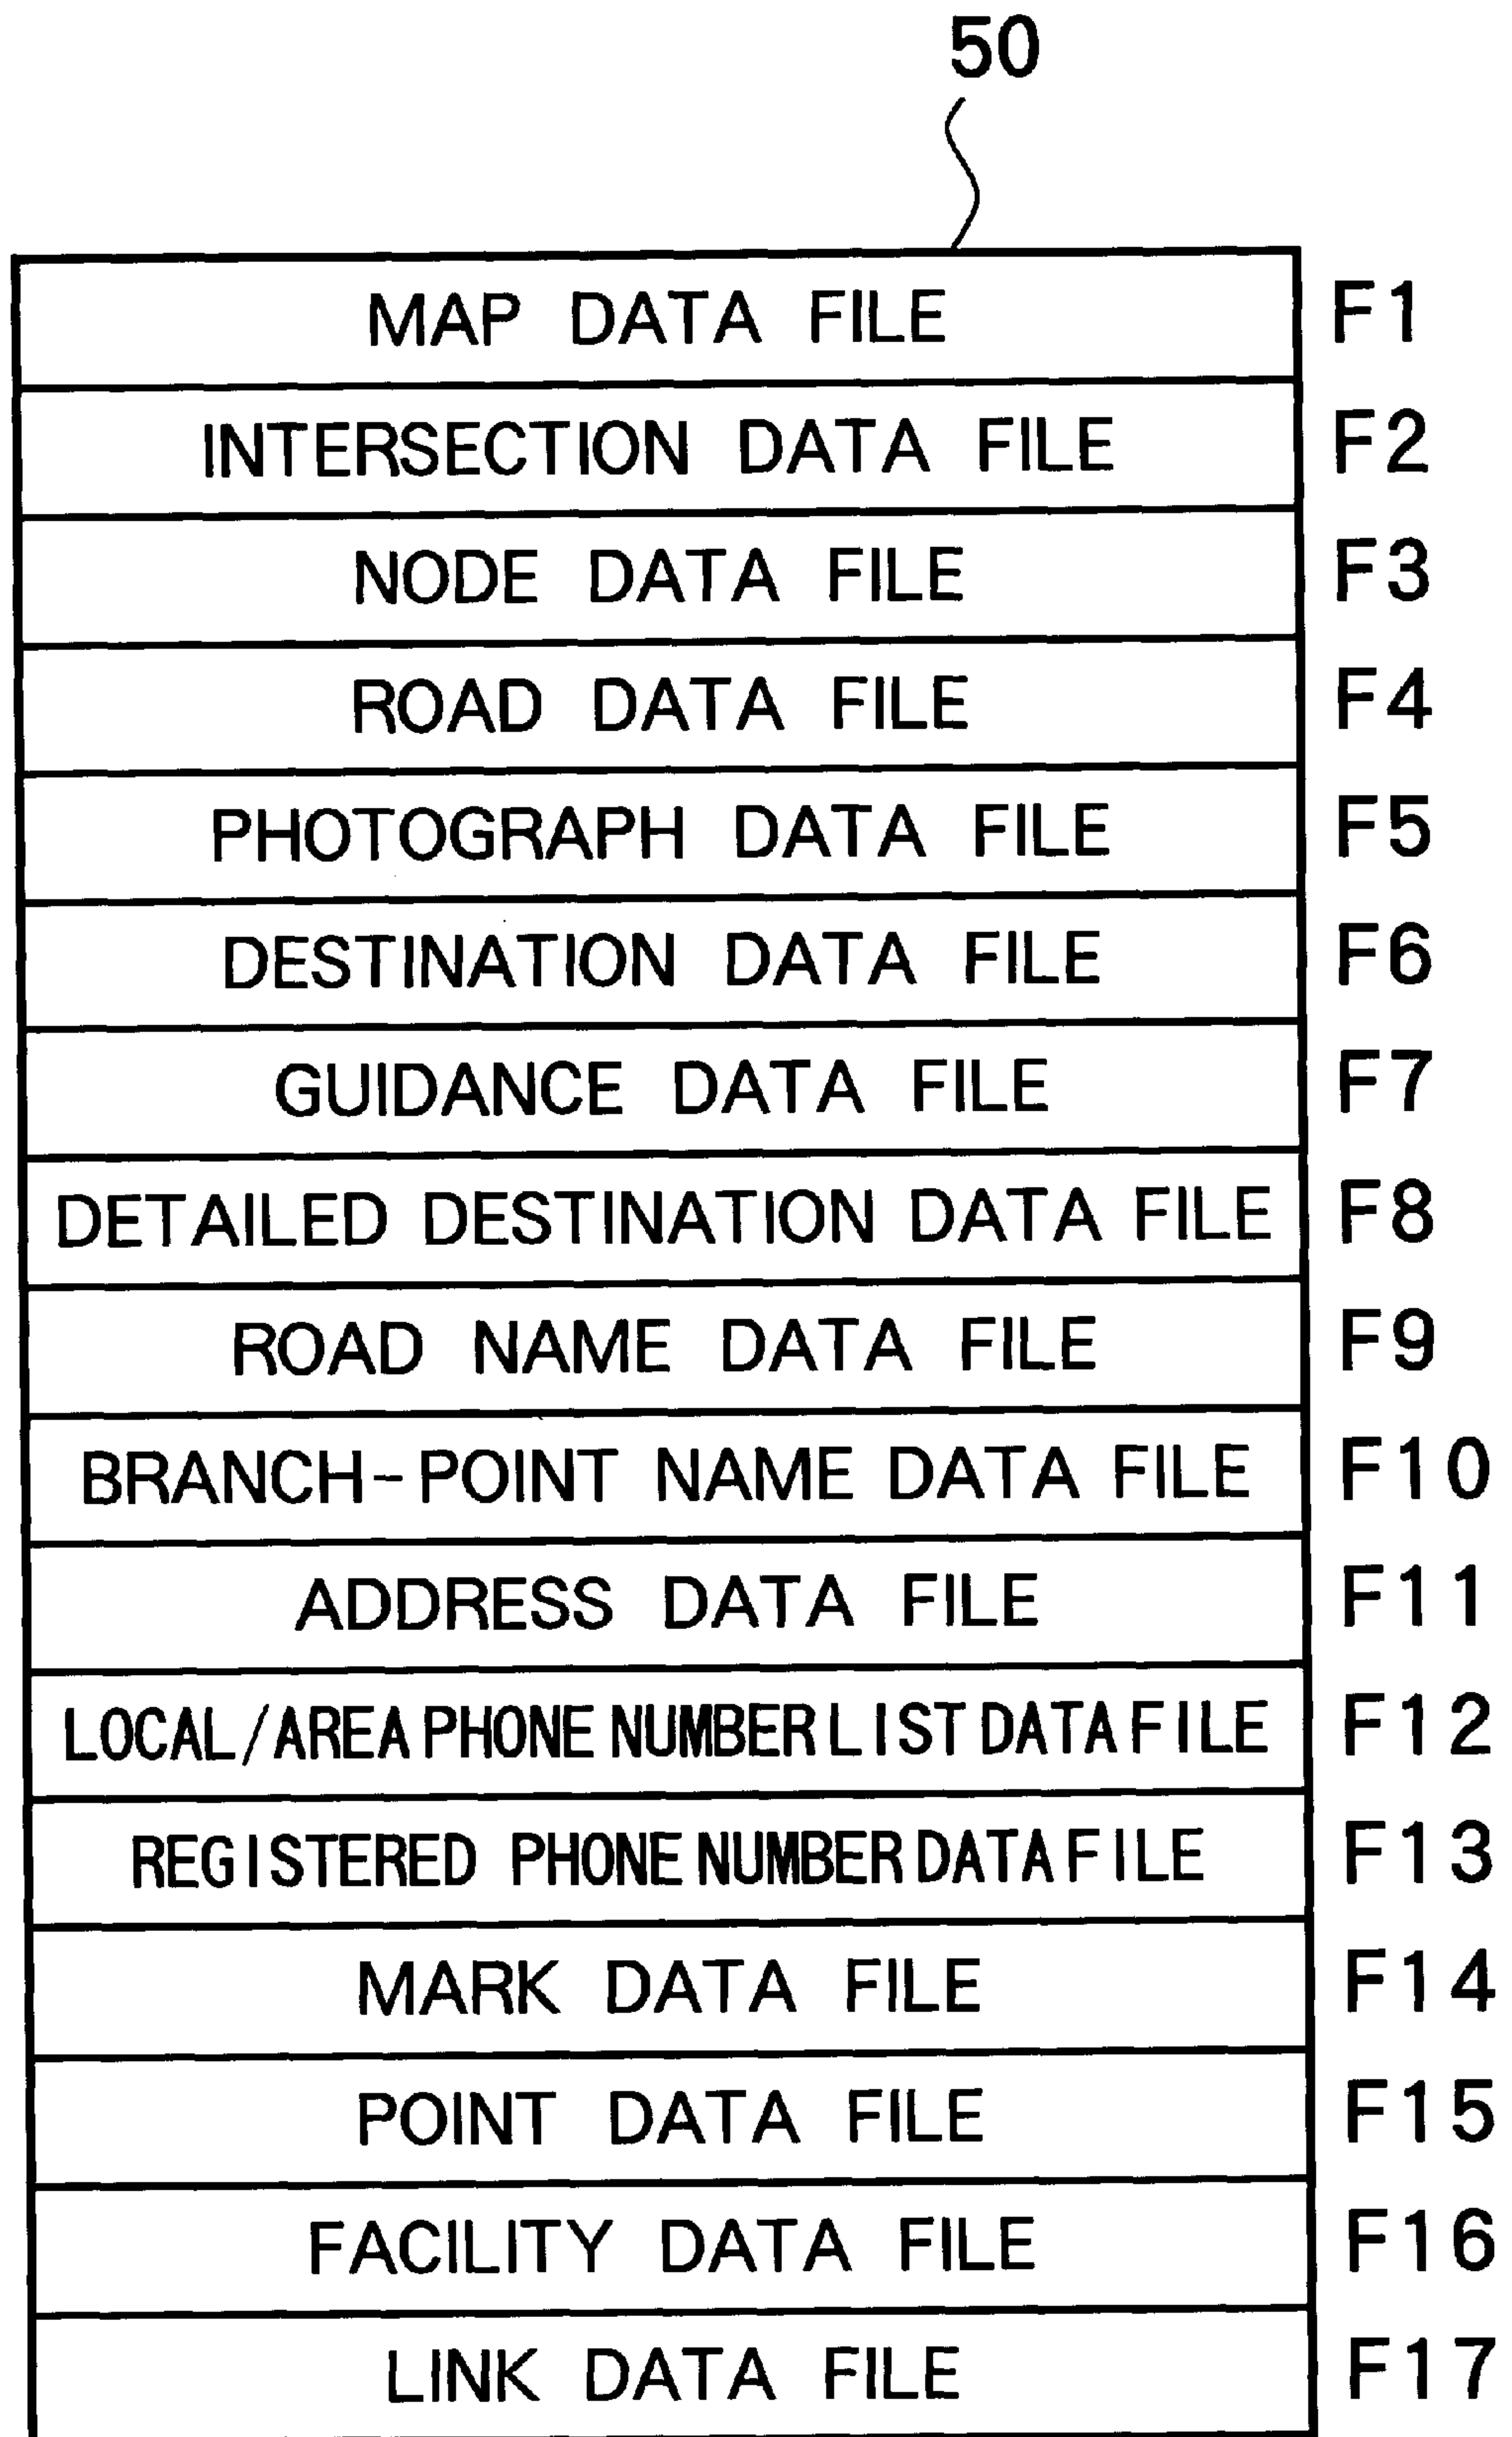 50
MAP DATA FILE F1
INTERSECTION DATA FILE F2
NODE DATA FILE F3
ROAD DATA FILE F4
PHOTOGRAPH DATA FILE F5
DESTINATION DATA FILE F6
GUIDANCE DATA FILE F7
DETAILED DESTINATION DATA FILE F8
ROAD NAME DATA FILE F9
BRANCH-POINT NAME DATA FILE F10
ADDRESS DATA FILE F11
LOCAL/AREA PHONE NUMBER LIST DATA FILE F12
REGISTERED PHONE NUMBER DATA FILE F13
MARK DATA FILE F14
POINT DATA FILE F15
FACILITY DATA FILE F16
LINK DATA FILE F17